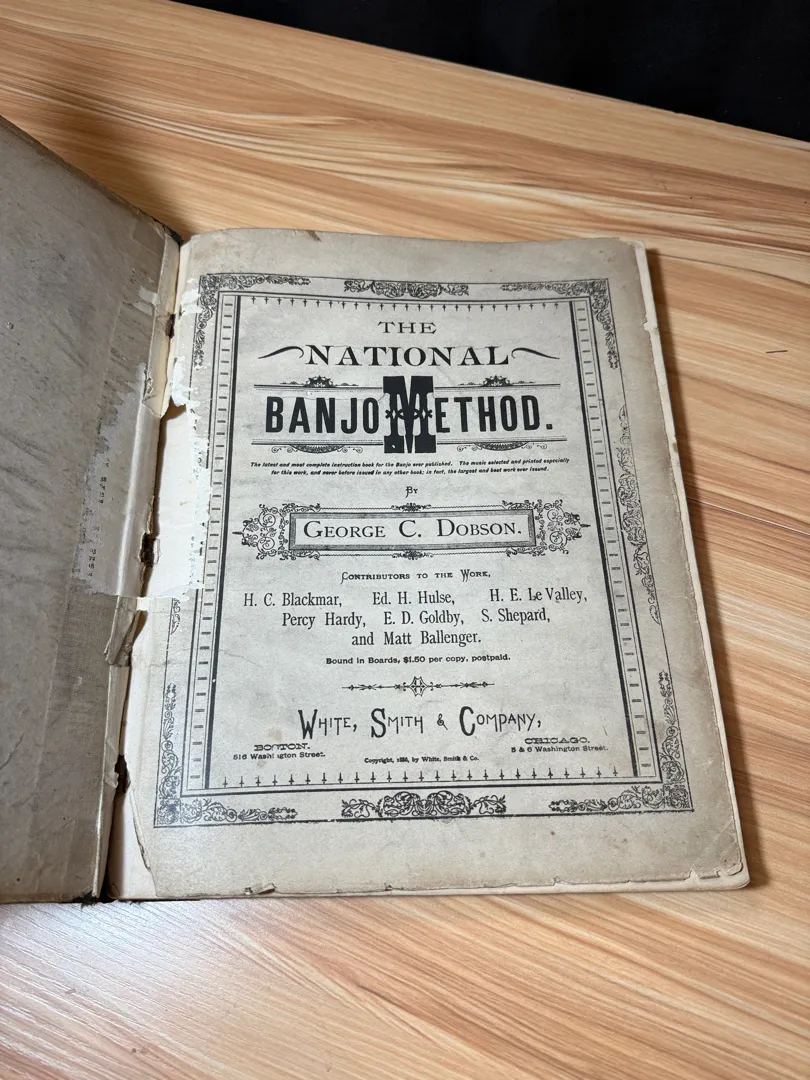 THE
NATIONAL
BANJO METHOD.
The latest and most complete instruction book for the Banjo ever published. The music selected and printed especially
for this work, and never before issued in any other book; in fact, the largest and best work ever issued.
BY
GEORGE C. DOBSON.
CONTRIBUTORS TO THE WORK,
H. C. Blackmar, Ed. H. Hulse, H. E. Le Valley,
Percy Hardy, E. D. Goldby, S. Shepard,
and Matt Ballenger.
Bound in Boards, $1.50 per copy, postpaid.
WHITE, SMITH & COMPANY,
BOSTON. CHICAGO.
516 Washington Street. 5 & 6 Washington Street.
Copyright, by White, Smith & Co.